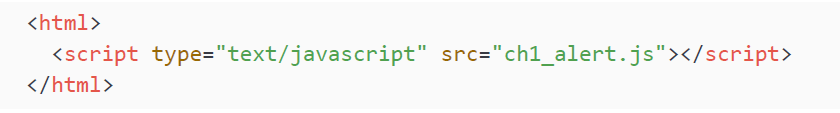 <html>
  <script type="text/javascript" src="ch1_alert.js"></script>
</html>